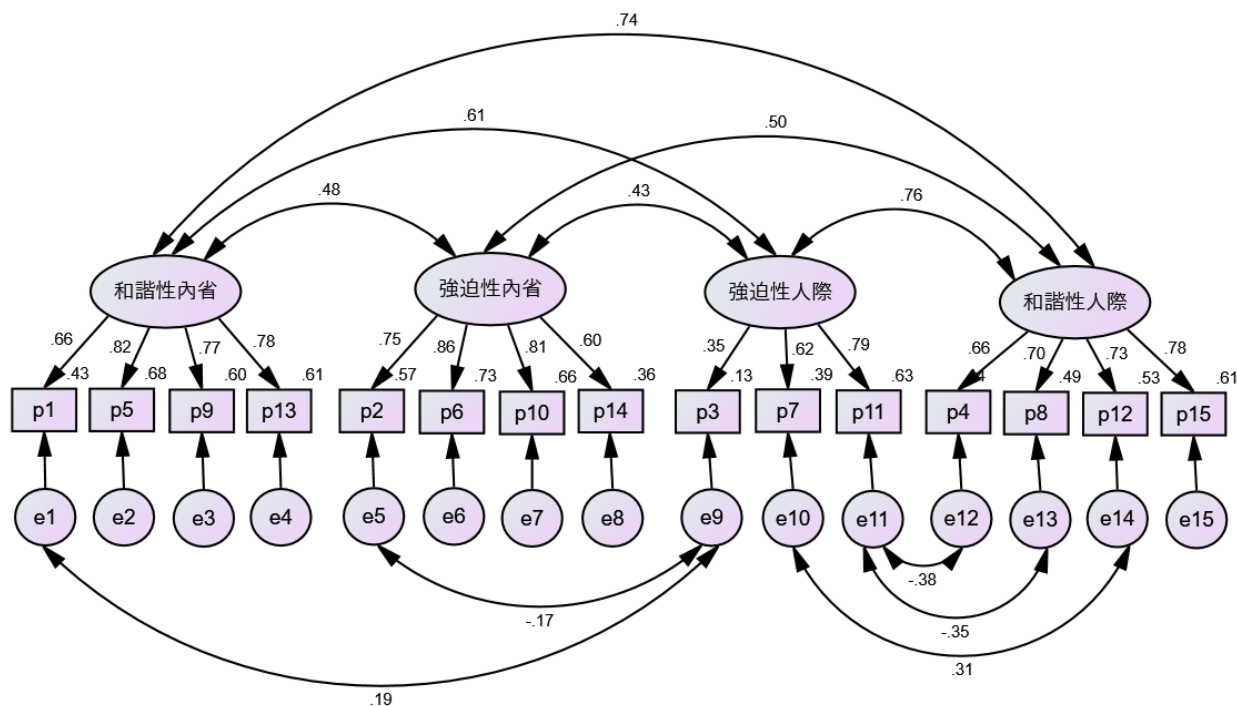 .74
.61
.50
.48
.43
.76
和諧性內省
強迫性內省
強迫性人際
和諧性人際
.66
.82
.77
.78
.75
.86
.81
.60
.35
.62
.79
.66
.70
.73
.78
.43
.68
.60
.61
.57
.73
.66
.36
.13
.39
.63
.49
.53
.61
p1
p5
p9
p13
p2
p6
p10
p14
p3
p7
p11
p4
p8
p12
p15
e1
e2
e3
e4
e5
e6
e7
e8
e9
e10
e11
e12
e13
e14
e15
-.38
-.17
-.35
.31
.19